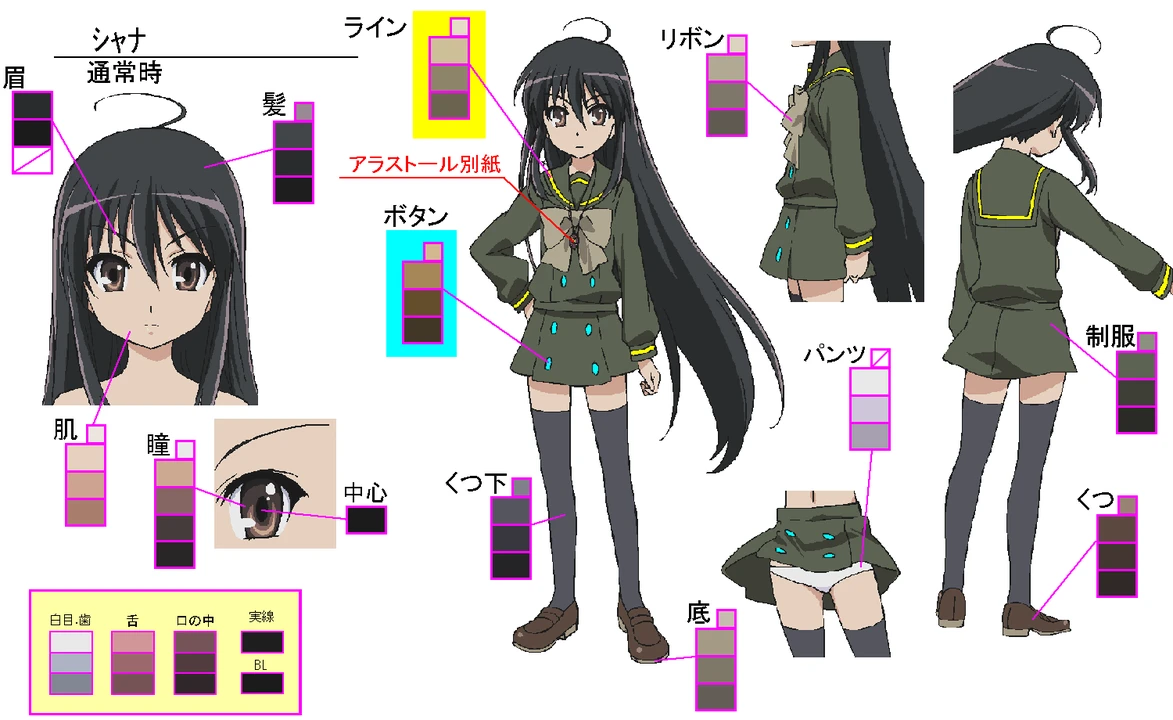 シャナ
通常時
眉
髪
肌
瞳
中心
白目.歯
舌
口の中
実線
BL
ライン
アラストール別紙
ボタン
くつ下
底
リボン
パンツ
制服
くつ